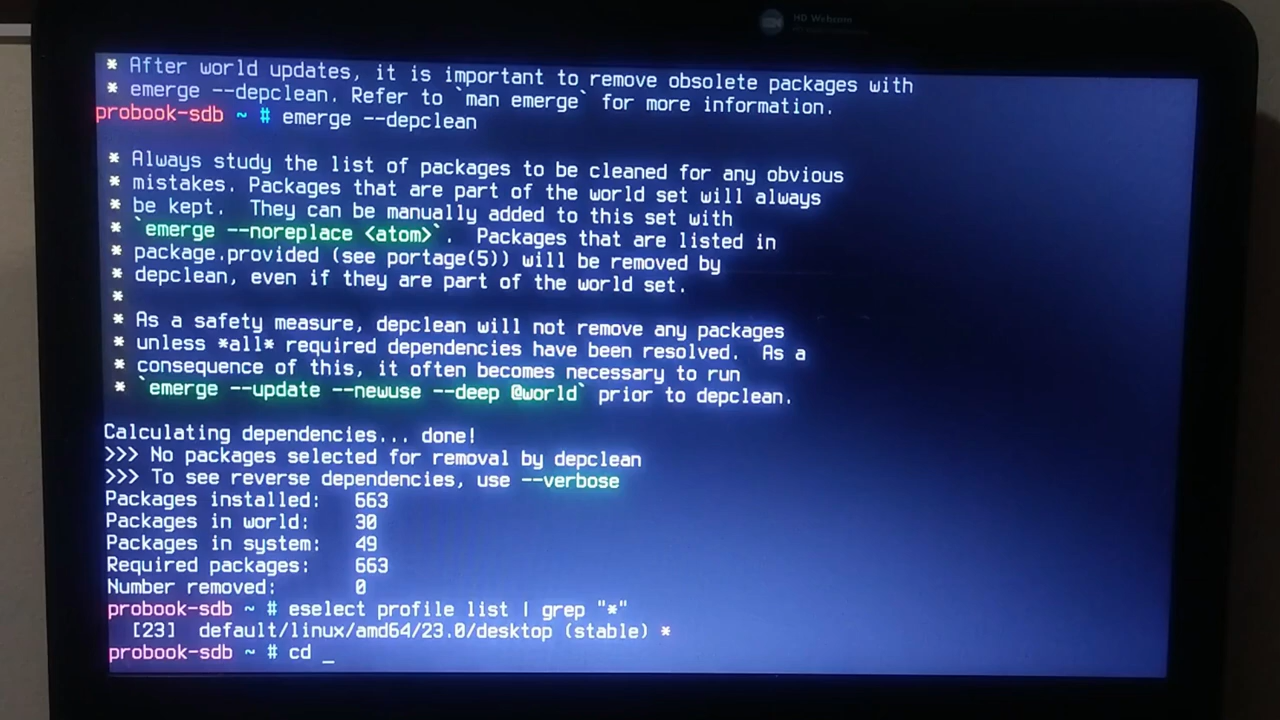 HD Webcam
* After world updates, it is important to remove obsolete packages with
* emerge --depclean. Refer to `man emerge` for more information.
probook-sdb ~ # emerge --depclean
* Always study the list of packages to be cleaned for any obvious
* mistakes. Packages that are part of the world set will always
* be kept.  They can be manually added to this set with
* `emerge --noreplace <atom>`.  Packages that are listed in
* package.provided (see portage(5)) will be removed by
* depclean, even if they are part of the world set.
*
* As a safety measure, depclean will not remove any packages
* unless *all* required dependencies have been resolved.  As a
* consequence of this, it often becomes necessary to run
* `emerge --update --newuse --deep @world` prior to depclean.
Calculating dependencies... done!
>>> No packages selected for removal by depclean
>>> To see reverse dependencies, use --verbose
Packages installed:   663
Packages in world:    30
Packages in system:   49
Required packages:    663
Number removed:       0
probook-sdb ~ # eselect profile list | grep "*"
  [23]  default/linux/amd64/23.0/desktop (stable) *
probook-sdb ~ # cd _